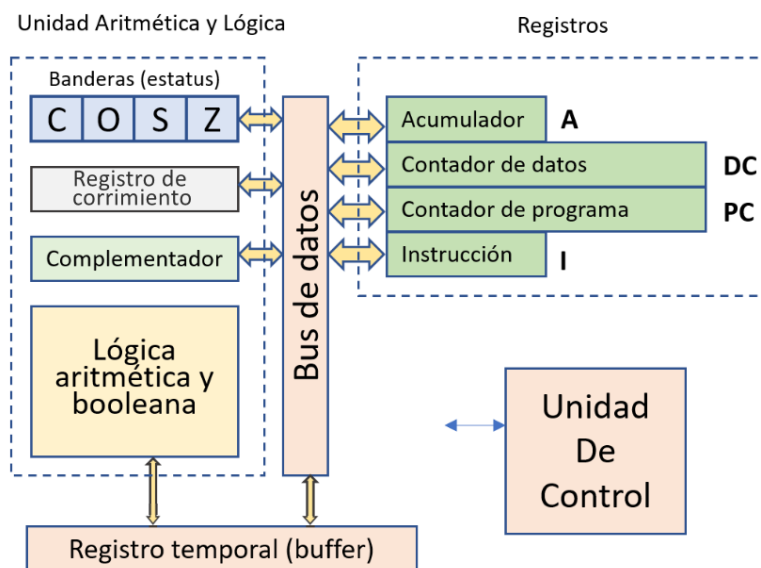 Unidad Aritmética y Lógica
Banderas (estatus)
C O S Z
Registro de
corrimiento
Complementador
Lógica
aritmética y
booleana
Bus de datos
Registro temporal (buffer)
Registros
Acumulador A
Contador de datos DC
Contador de programa PC
Instrucción I
Unidad
De
Control